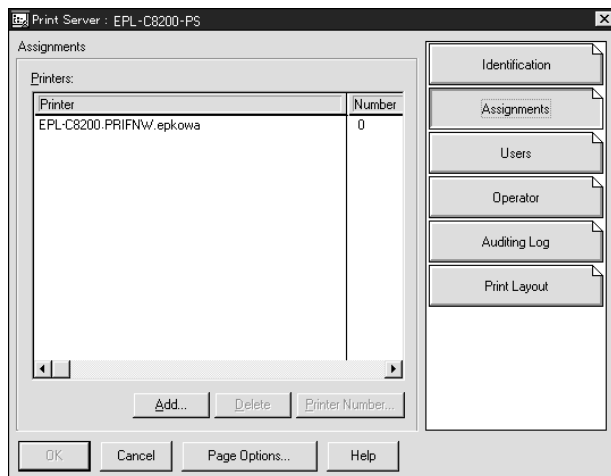 Print Server : EPL-C8200-PS
Assignments
Printers:
Printer Number
EPL-C8200.PRIFNW.epkowa 0
Add... Delete Printer Number...
OK Cancel Page Options... Help
Identification
Assignments
Users
Operator
Auditing Log
Print Layout